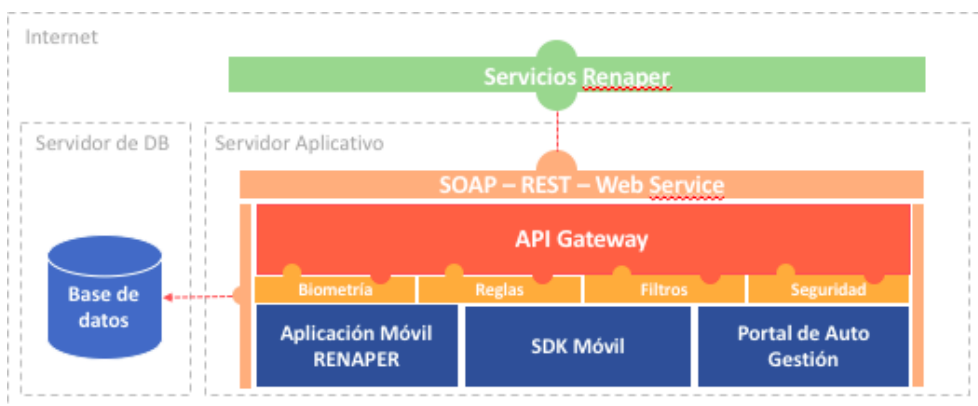 Internet
Servicios Renaper
Servidor de DB
Servidor Aplicativo
SOAP – REST – Web Service
API Gateway
Biometría
Reglas
Filtros
Seguridad
Base de
datos
Aplicación Móvil
RENAPER
SDK Móvil
Portal de Auto
Gestión